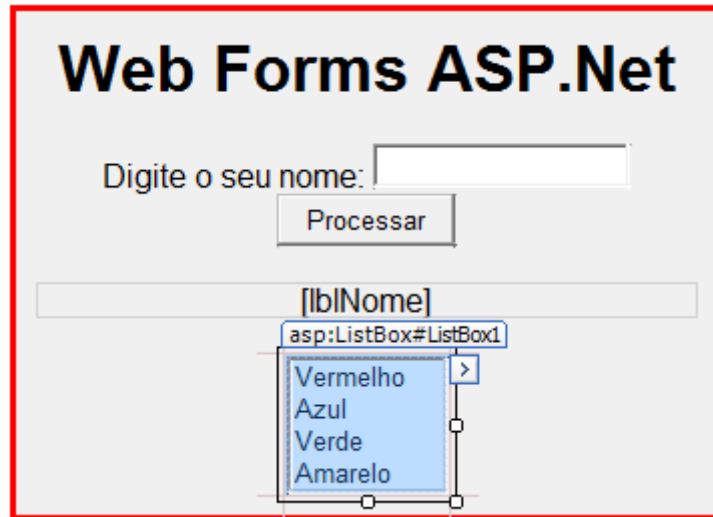 Web Forms ASP.Net
Digite o seu nome:
Processar
[lblNome]
asp:ListBox#ListBox1
Vermelho
Azul
Verde
Amarelo